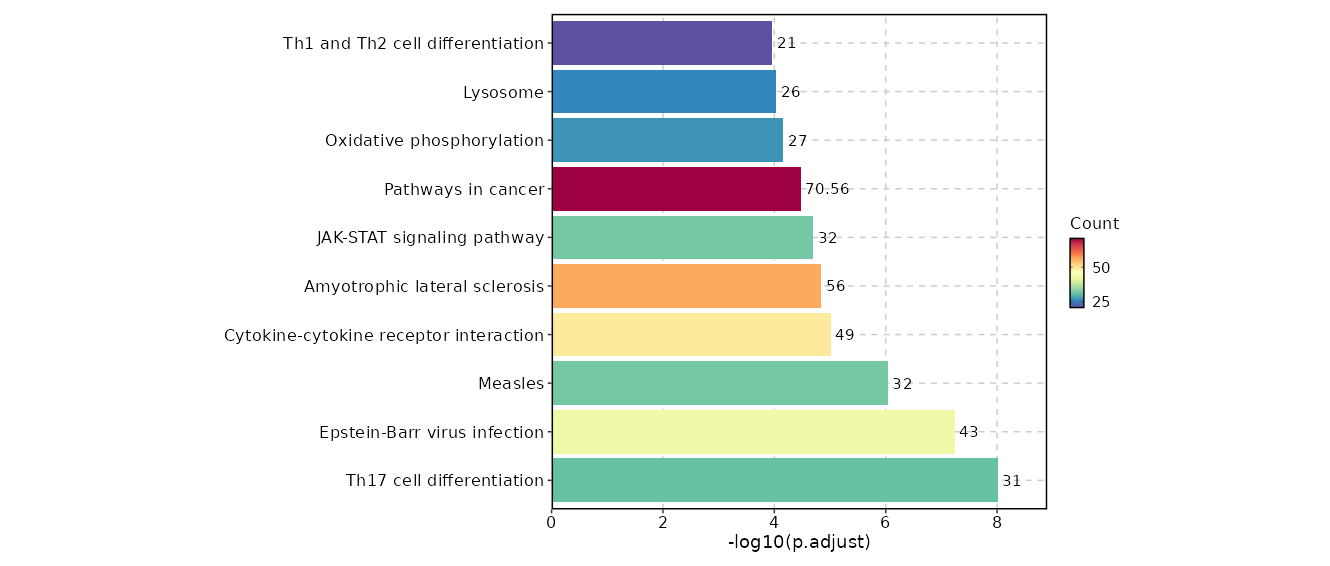 Th1 and Th2 cell differentiation 21
Lysosome 26
Oxidative phosphorylation 27
Pathways in cancer 70.56
JAK-STAT signaling pathway 32
Amyotrophic lateral sclerosis 56
Cytokine-cytokine receptor interaction 49
Measles 32
Epstein-Barr virus infection 43
Th17 cell differentiation 31
0 2 4 6 8
-log10(p.adjust)
Count
50
25